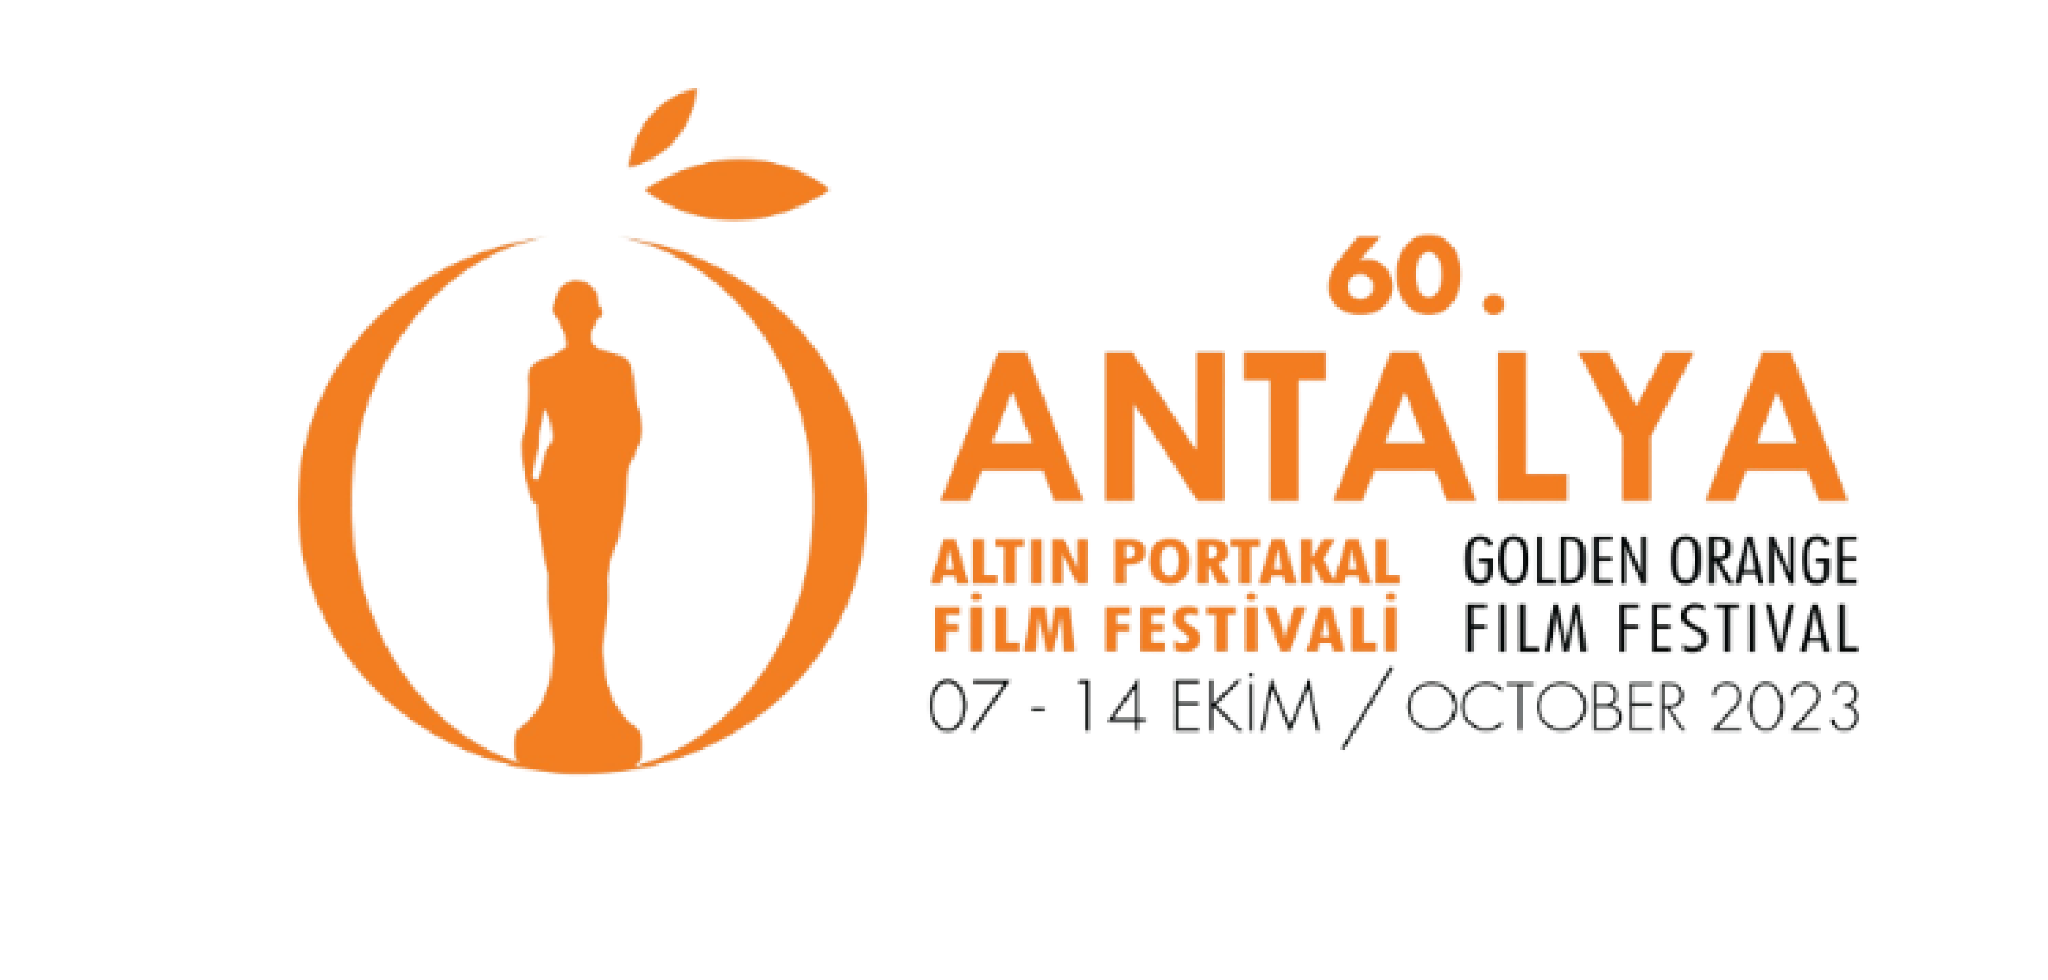 60.
ANTALYA
ALTIN PORTAKAL
FİLM FESTİVALİ
GOLDEN ORANGE
FILM FESTIVAL
07 - 14 EKİM / OCTOBER 2023